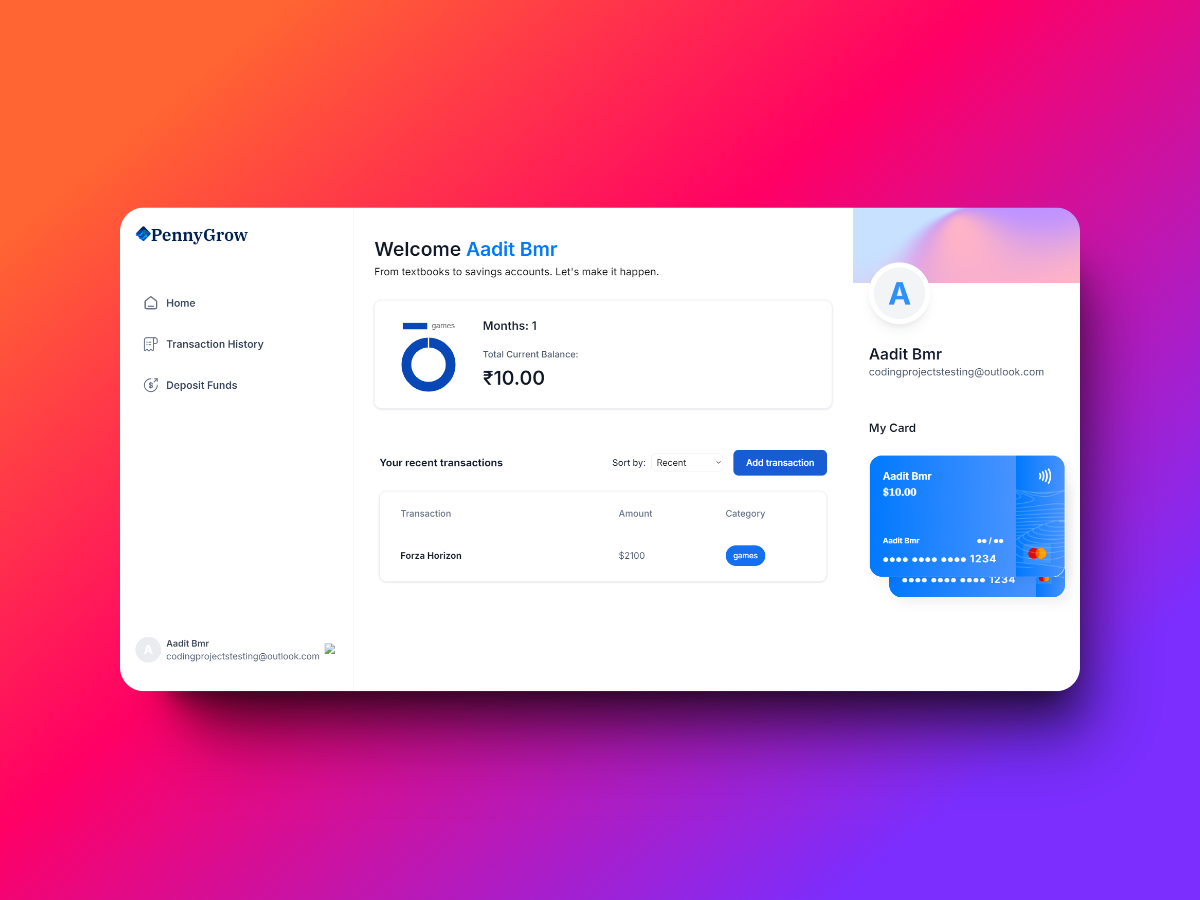 PennyGrow
Home
Transaction History
Deposit Funds
A
Aadit Bmr
codingprojectstesting@outlook.com
Welcome Aadit Bmr
From textbooks to savings accounts. Let's make it happen.
games
Months: 1
Total Current Balance:
₹10.00
Your recent transactions
Sort by: Recent
Add transaction
Transaction Amount Category
Forza Horizon $2100 games
A
Aadit Bmr
codingprojectstesting@outlook.com
My Card
Aadit Bmr
$10.00
Aadit Bmr ●● / ●●
●●●● ●●●● ●●●● 1234
●●●● ●●●● ●●●● 1234